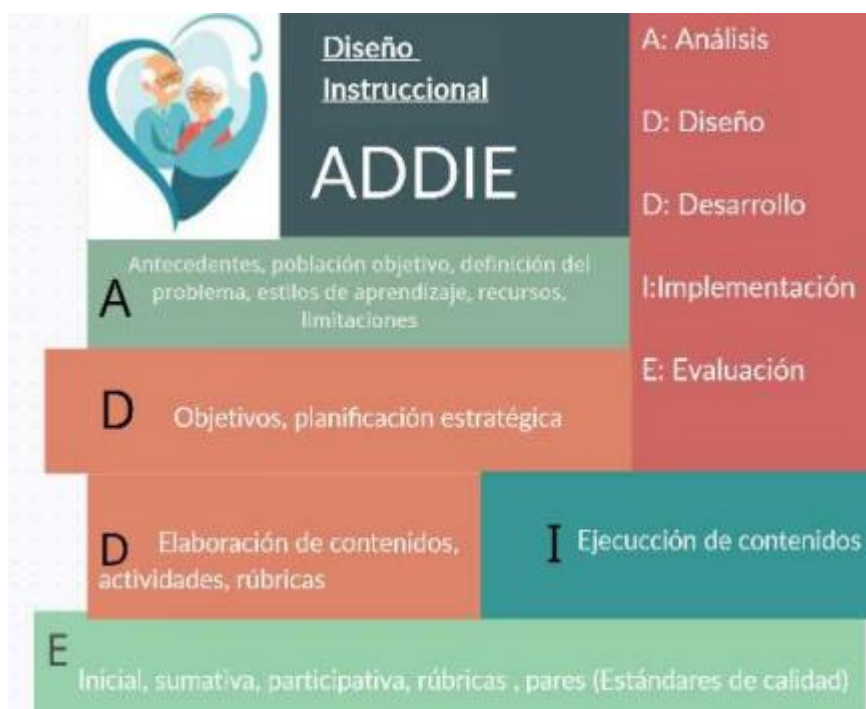 Diseño
Instruccional
ADDIE
A: Análisis
D: Diseño
D: Desarrollo
I:Implementación
E: Evaluación
A
Antecedentes, población objetivo, definición del
problema, estilos de aprendizaje, recursos,
limitaciones
D
Objetivos, planificación estratégica
D Elaboración de contenidos,
actividades, rúbricas
I Ejecucción de contenidos
E
Inicial, sumativa, participativa, rúbricas , pares (Estándares de calidad)